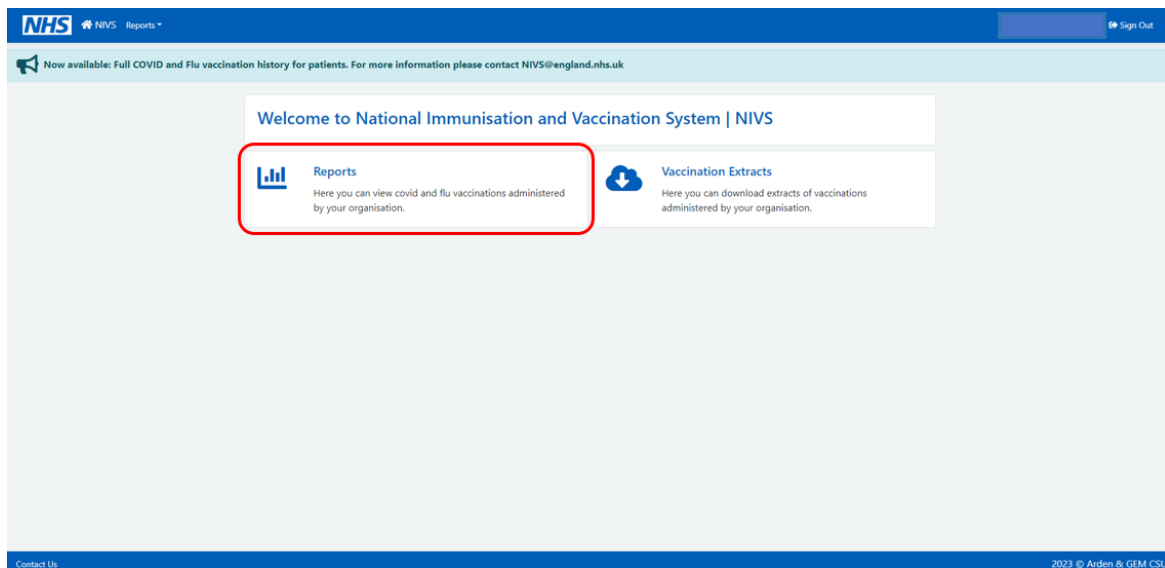 NHS NIVS Reports Sign Out
Now available: Full COVID and Flu vaccination history for patients. For more information please contact NIVS@england.nhs.uk
Welcome to National Immunisation and Vaccination System | NIVS
Reports
Here you can view covid and flu vaccinations administered
by your organisation.
Vaccination Extracts
Here you can download extracts of vaccinations
administered by your organisation.
Contact Us 2023 © Arden & GEM CSU